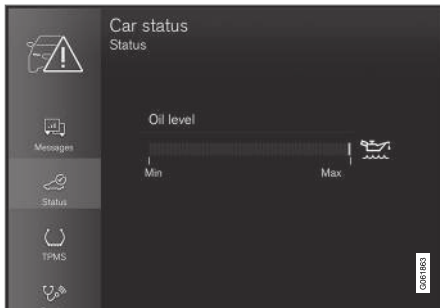 Car status
Status
Oil level
Min Max
Messages
Status
TPMS
G061863